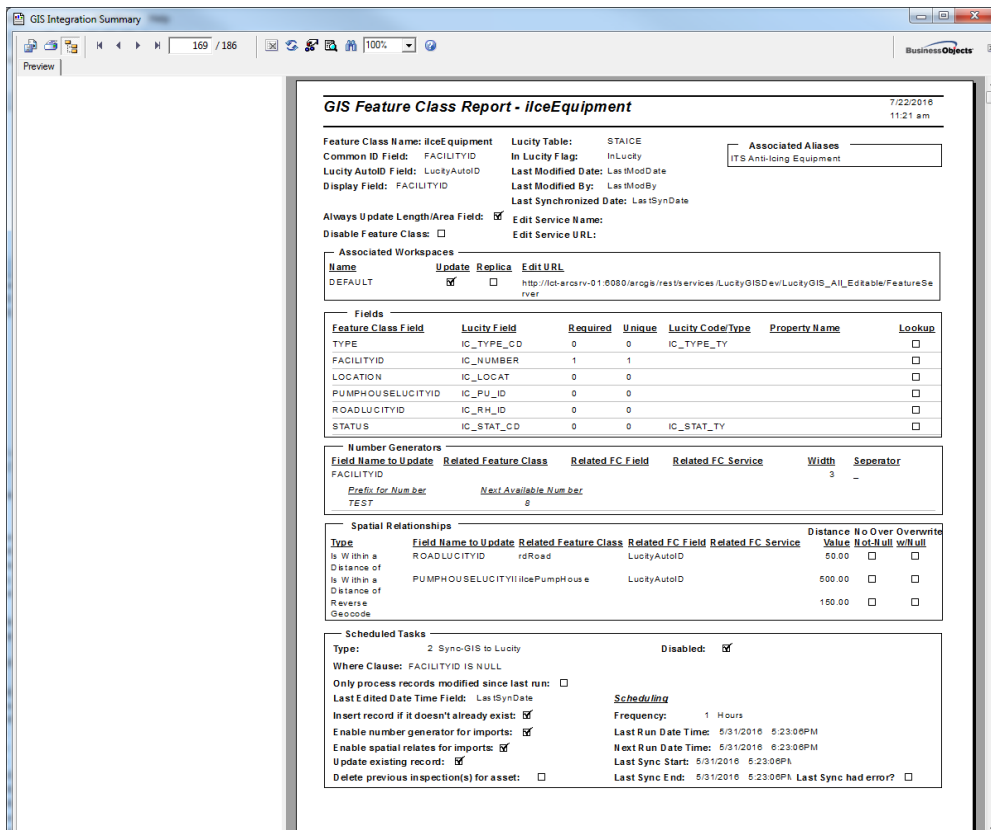 GIS Integration Summary
169 / 186
100%
BusinessObjects
Preview
GIS Feature Class Report - iIceEquipment
7/22/2016
11:21 am
Feature Class Name: iIceEquipment Lucity Table: STAICE
Common ID Field: FACILITYID In Lucity Flag: InLucity
Lucity AutoID Field: LucityAutoID Last Modified Date: LastModDate
Display Field: FACILITYID Last Modified By: LastModBy
Last Synchronized Date: LastSynDate
Associated Aliases
ITS Anti-Icing Equipment
Always Update Length/Area Field: Edit Service Name:
Disable Feature Class: Edit Service URL:
Associated Workspaces
Name Update Replica Edit URL
DEFAULT http://lct-arcsrv-01:6080/arcgis/rest/services/LucityGISDev/LucityGIS_All_Editable/FeatureSe
rver
Fields
Feature Class Field Lucity Field Required Unique Lucity Code/Type Property Name Lookup
TYPE IC_TYPE_CD 0 0 IC_TYPE_TY
FACILITYID IC_NUMBER 1 1
LOCATION IC_LOCAT 0 0
PUMPHOUSELUCITYID IC_PU_ID 0 0
ROADLUCITYID IC_RH_ID 0 0
STATUS IC_STAT_CD 0 0 IC_STAT_TY
Number Generators
Field Name to Update Related Feature Class Related FC Field Related FC Service Width Seperator
FACILITYID 3 _
Prefix for Number Next Available Number
TEST 8
Spatial Relationships
Distance No Over Overwrite
Type Field Name to Update Related Feature Class Related FC Field Related FC Service Value Not-Null w/Null
Is Within a ROADLUCITYID rdRoad LucityAutoID 50.00
Distance of
Is Within a PUMPHOUSELUCITYII iIcePumpHouse LucityAutoID 500.00
Distance of
Reverse 150.00
Geocode
Scheduled Tasks
Type: 2 Sync-GIS to Lucity Disabled:
Where Clause: FACILITYID IS NULL
Only process records modified since last run:
Last Edited Date Time Field: LastSynDate Scheduling
Insert record if it doesn't already exist: Frequency: 1 Hours
Enable number generator for imports: Last Run Date Time: 5/31/2016 5:23:06PM
Enable spatial relates for imports: Next Run Date Time: 5/31/2016 6:23:06PM
Update existing record: Last Sync Start: 5/31/2016 5:23:06PM
Delete previous inspection(s) for asset: Last Sync End: 5/31/2016 5:23:06PM Last Sync had error?